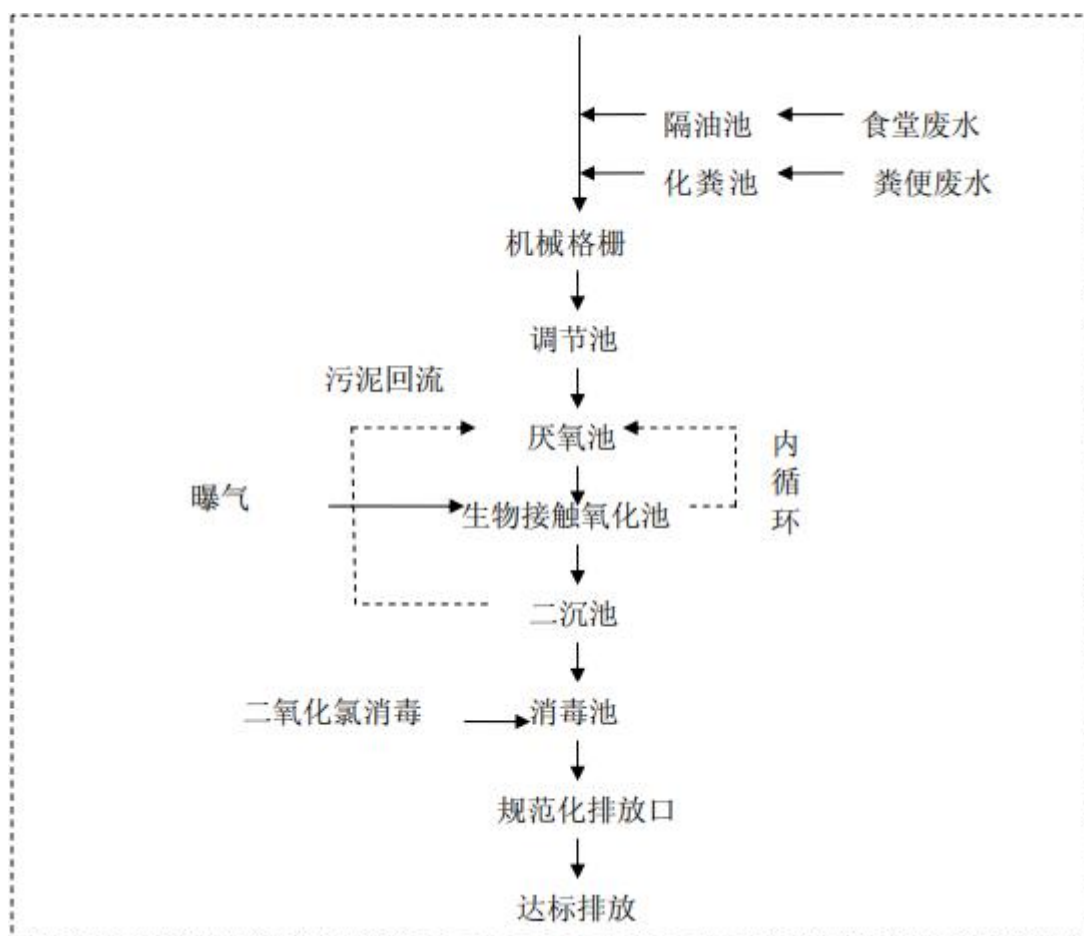 隔油池 食堂废水
化粪池 粪便废水
机械格栅
调节池
污泥回流
厌氧池
内循环
曝气
生物接触氧化池
二沉池
二氧化氯消毒 消毒池
规范化排放口
达标排放